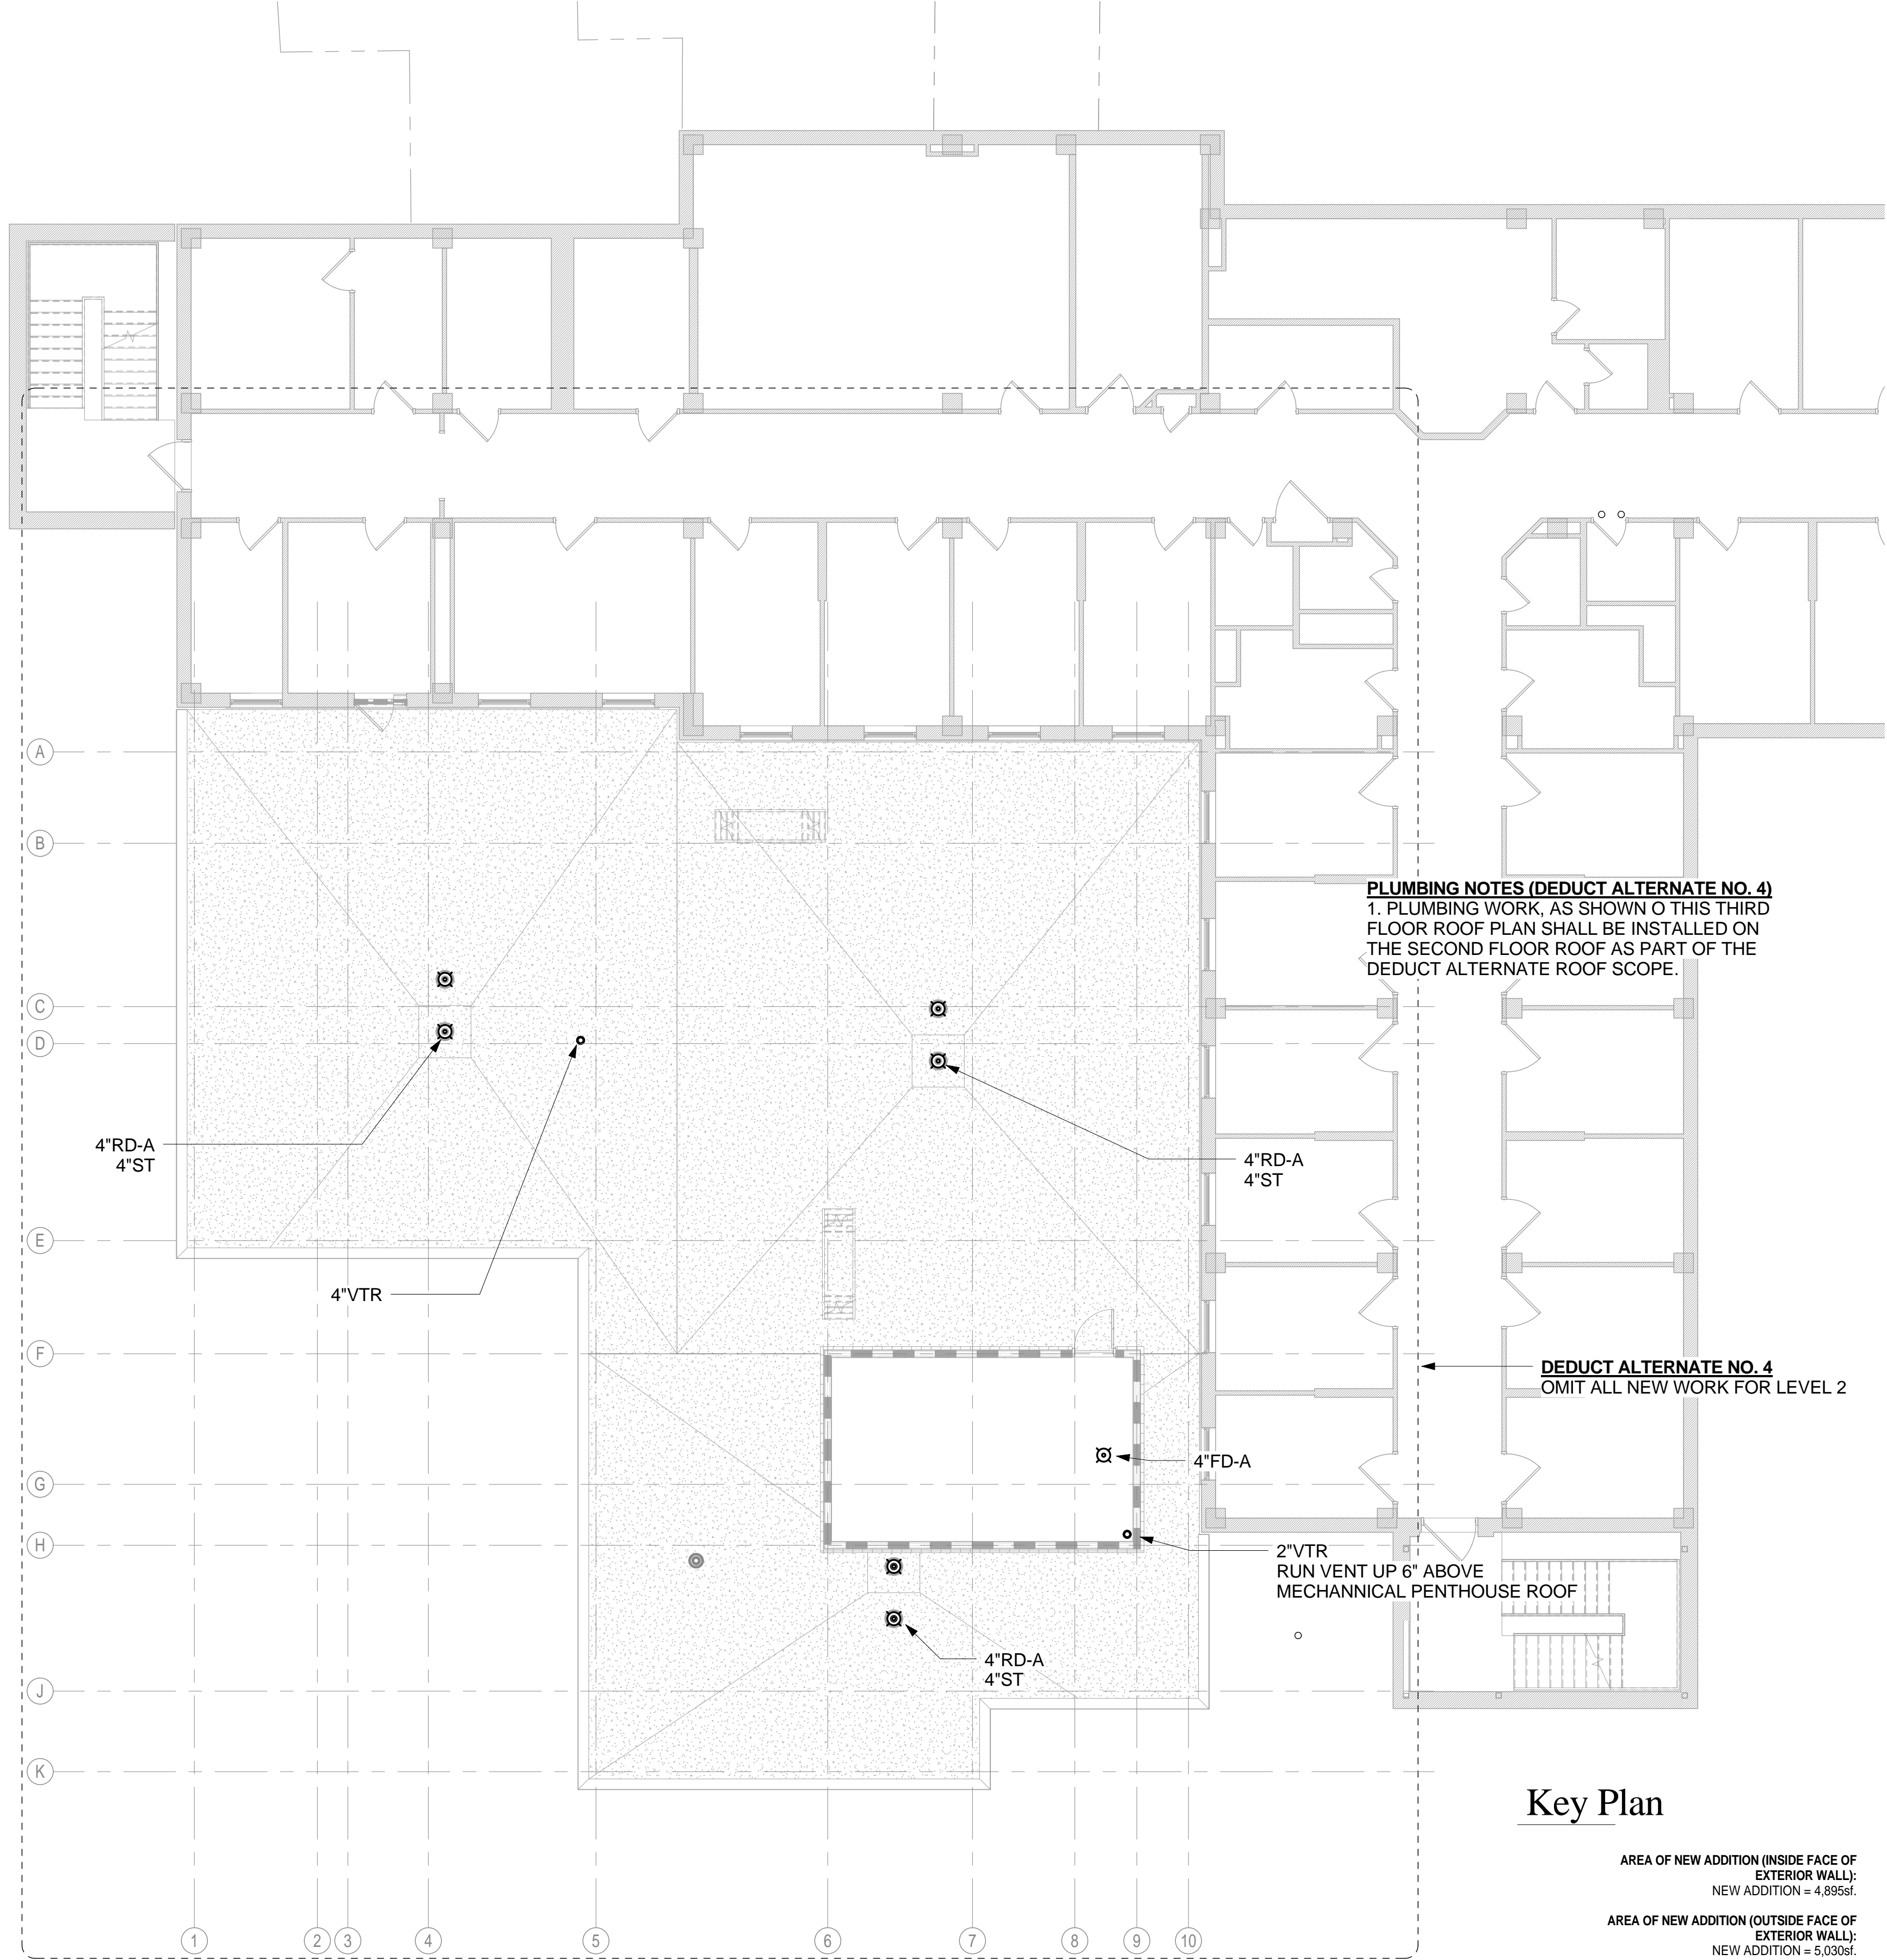 A
B
PLUMBING NOTES (DEDUCT ALTERNATE NO. 4)
1. PLUMBING WORK, AS SHOWN O THIS THIRD
FLOOR ROOF PLAN SHALL BE INSTALLED ON
THE SECOND FLOOR ROOF AS PART OF THE
DEDUCT ALTERNATE ROOF SCOPE.
C
D
4"RD-A
4"ST
4"RD-A
4"ST
E
4"VTR
F
DEDUCT ALTERNATE NO. 4
OMIT ALL NEW WORK FOR LEVEL 2
4"FD-A
G
H
2"VTR
RUN VENT UP 6" ABOVE
MECHANNICAL PENTHOUSE ROOF
4"RD-A
4"ST
J
K
Key Plan
AREA OF NEW ADDITION (INSIDE FACE OF
EXTERIOR WALL):
NEW ADDITION = 4,895sf.
AREA OF NEW ADDITION (OUTSIDE FACE OF
EXTERIOR WALL):
NEW ADDITION = 5,030sf.
1 2 3 4 5 6 7 8 9 10